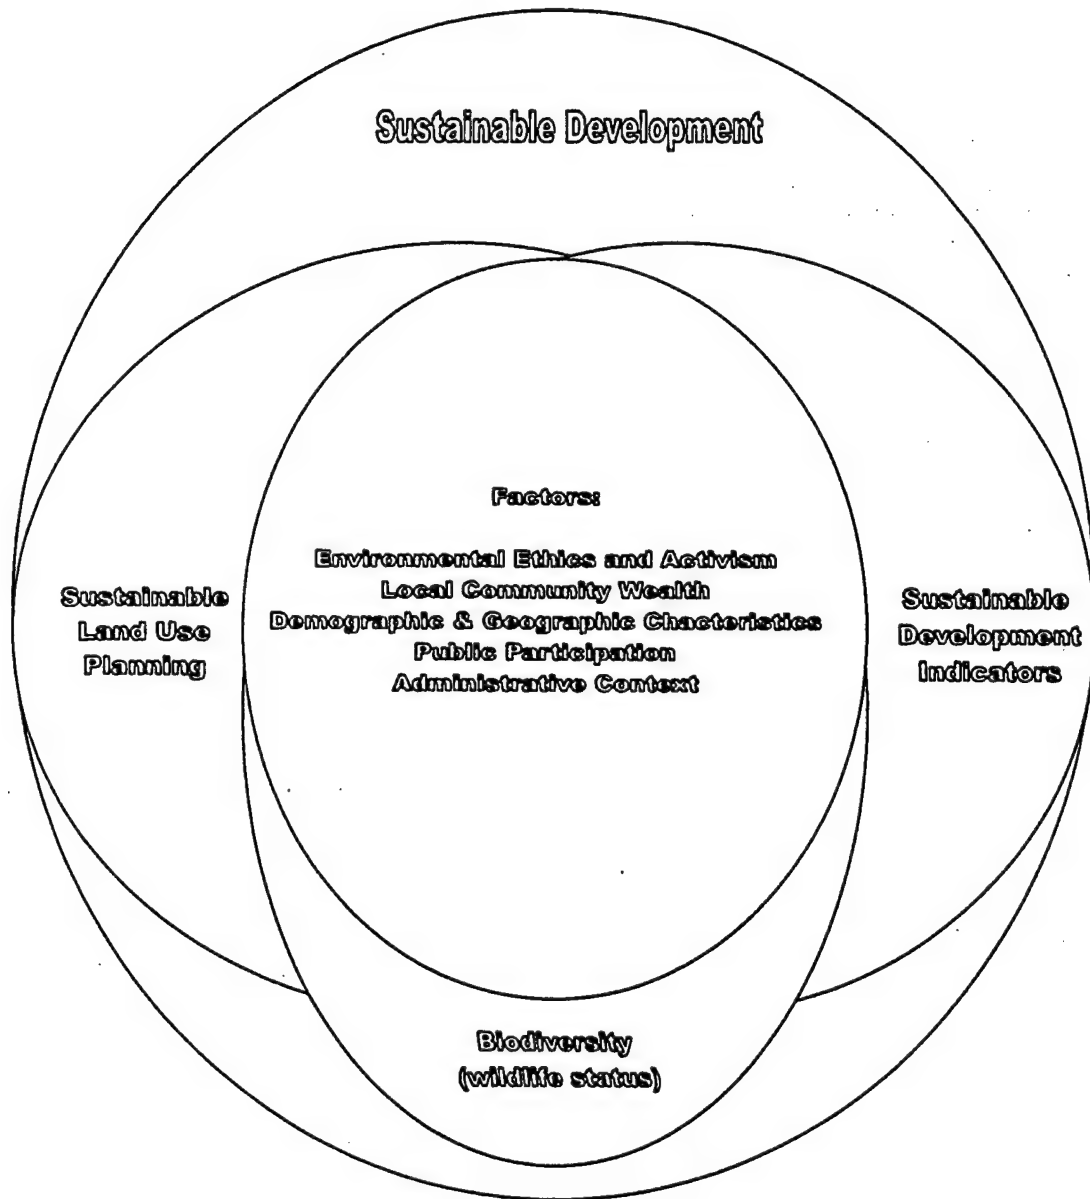 Sustainable Development
Factors:
Environmental Ethics and Activism
Local Community Wealth
Demographic & Geographic Chacteristics
Public Participation
Administrative Context
Sustainable
Land Use
Planning
Sustainable
Development
Indicators
Biodiversity
(wildlife status)